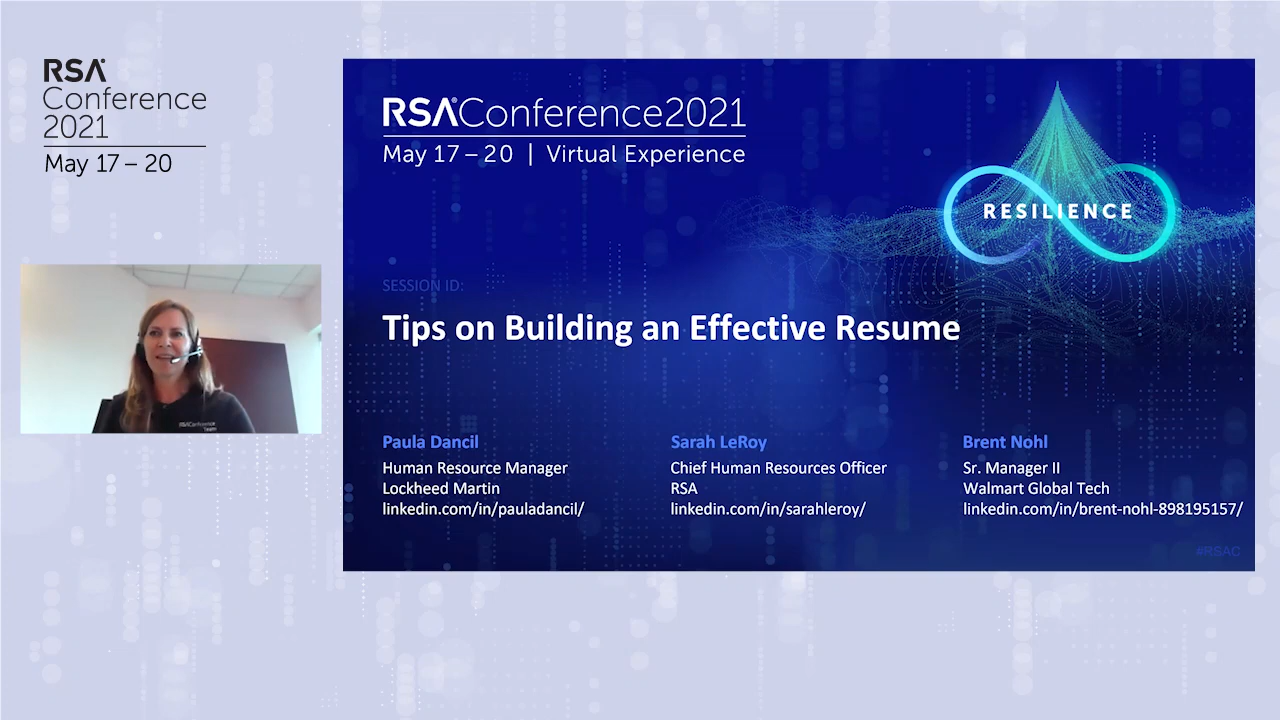 RSA
Conference
2021
May 17 – 20
RSAConference2021
May 17 – 20 | Virtual Experience
RESILIENCE
SESSION ID:
Tips on Building an Effective Resume
Paula Dancil
Human Resource Manager
Lockheed Martin
linkedin.com/in/pauladancil/
Sarah LeRoy
Chief Human Resources Officer
RSA
linkedin.com/in/sarahleroy/
Brent Nohl
Sr. Manager II
Walmart Global Tech
linkedin.com/in/brent-nohl-898195157/
#RSAC
RSAConference